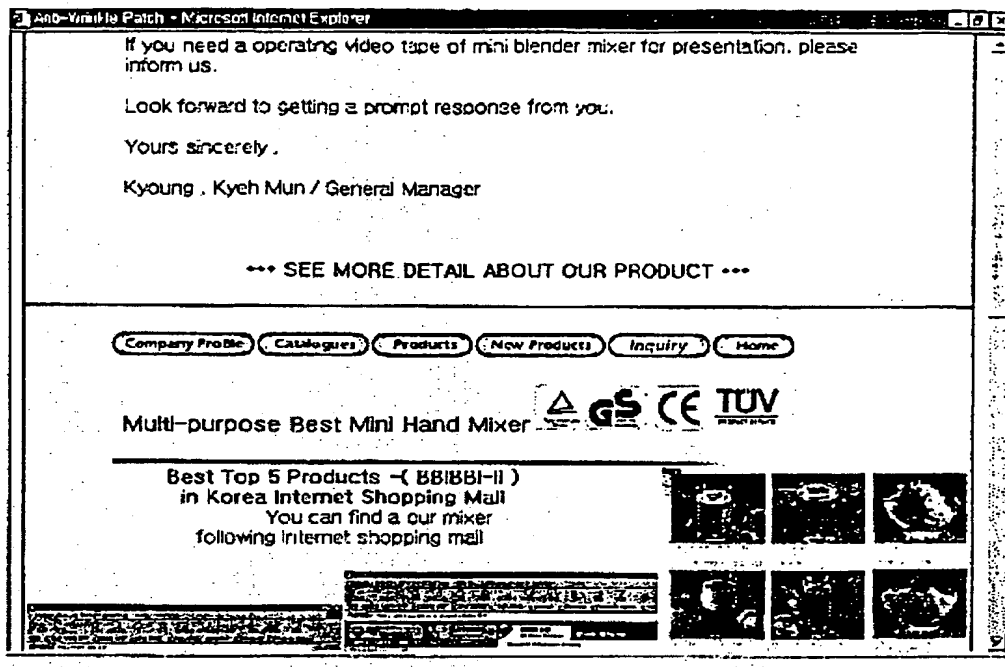 Anti-Wrinkle Patch - Microsoft Internet Explorer
If you need a operating video tape of mini blender mixer for presentation, please
inform us.
Look forward to getting a prompt response from you.
Yours sincerely ,
Kyoung , Kyeh Mun / General Manager
*** SEE MORE DETAIL ABOUT OUR PRODUCT ***
Company Profile Catalogues Products New Products Inquiry Home
Multi-purpose Best Mini Hand Mixer GS CE TÜV
Best Top 5 Products -( BBIBBI-II )
in Korea Internet Shopping Mall
You can find a our mixer
following internet shopping mall